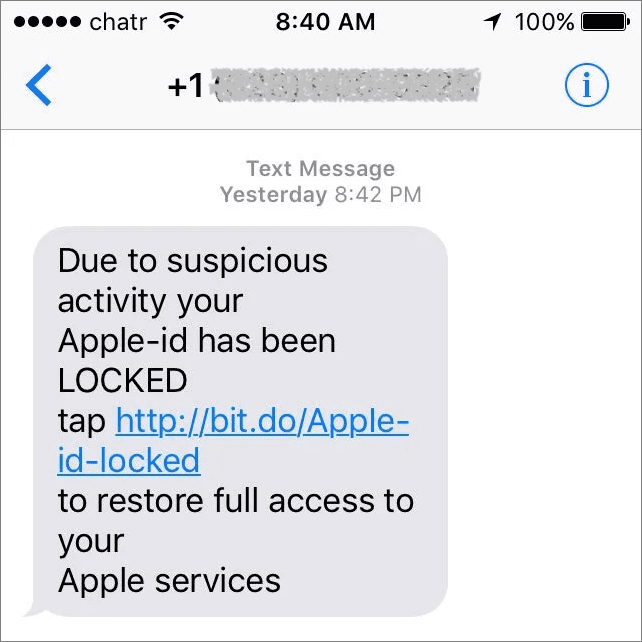 chatr 8:40 AM 100%
+1
Text Message
Yesterday 8:42 PM
Due to suspicious
activity your
Apple-id has been
LOCKED
tap http://bit.do/Apple-
id-locked
to restore full access to
your
Apple services